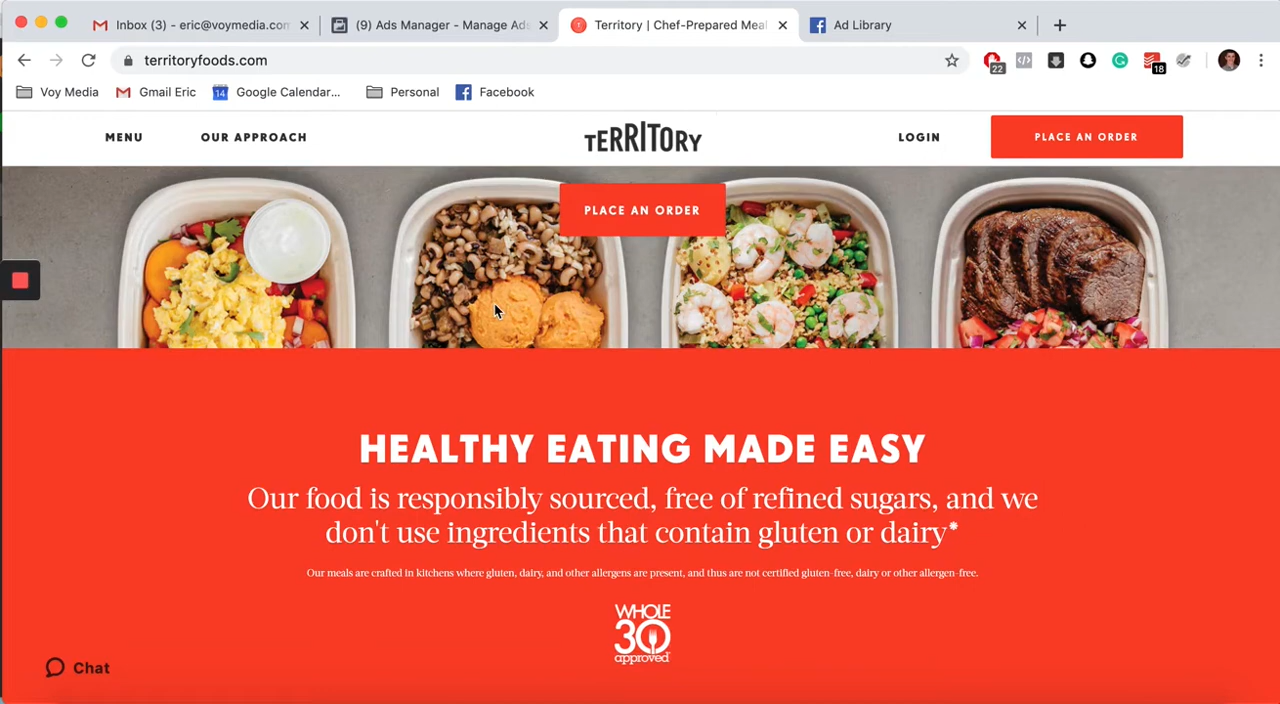 Inbox (3) - eric@voymedia.com
(9) Ads Manager - Manage Ads
Territory | Chef-Prepared Meal
Ad Library
territoryfoods.com
22
18
Voy Media
Gmail Eric
14
Google Calendar...
Personal
Facebook
MENU
OUR APPROACH
TERRITORY
LOGIN
PLACE AN ORDER
PLACE AN ORDER
HEALTHY EATING MADE EASY
Our food is responsibly sourced, free of refined sugars, and we
don't use ingredients that contain gluten or dairy*
Our meals are crafted in kitchens where gluten, dairy, and other allergens are present, and thus are not certified gluten-free, dairy or other allergen-free.
WHOLE
30
approved
Chat